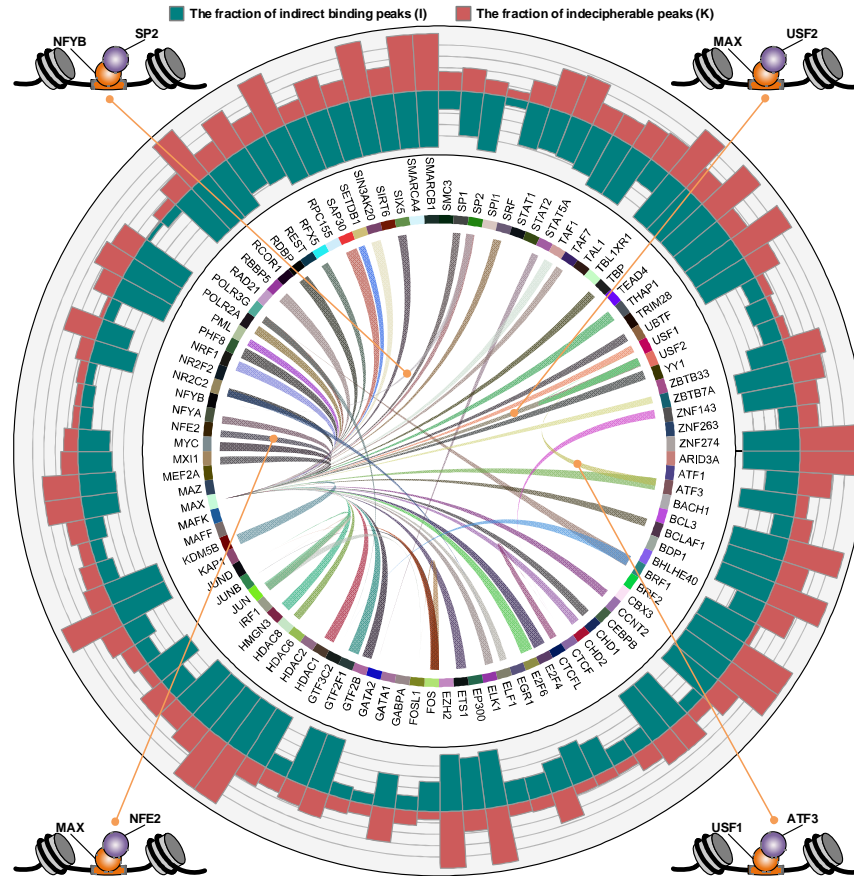 The fraction of indirect binding peaks (I)
The fraction of indecipherable peaks (K)
NFYB
SP2
MAX
USF2
SMARCB1
SMC3
SP1
SP2
SPI1
SRF
STAT1
STAT2
STAT5A
TAF1
TAF7
TAL1
TBL1XR1
TBP
TEAD4
THAP1
TRIM28
UBTF
USF1
USF2
YY1
ZBTB33
ZBTB7A
ZNF143
ZNF263
ZNF274
ARID3A
ATF1
ATF3
BACH1
BCL3
BCLAF1
BDP1
BHLHE40
BRF1
BRF2
CBX3
CCNT2
CEBPB
CHD1
CHD2
CTCF
CTCFL
E2F4
E2F6
EGR1
ELF1
ELK1
EP300
ETS1
EZH2
FOS
FOSL1
GABPA
GATA1
GATA2
GTF2B
GTF2F1
GTF3C2
HDAC1
HDAC2
HDAC6
HDAC8
HMGN3
IRF1
JUN
JUNB
JUND
KAP1
KDM5B
MAFF
MAFK
MAX
MAZ
MEF2A
MXI1
MYC
NFE2
NFYA
NFYB
NR2C2
NR2F2
NRF1
PHF8
PML
POLR2A
POLR3G
RAD21
RBBP5
RCOR1
RDBP
REST
RFX5
RPC155
SAP30
SETDB1
SIN3AK20
SIRT6
SIX5
SMARCA4
MAX
NFE2
USF1
ATF3